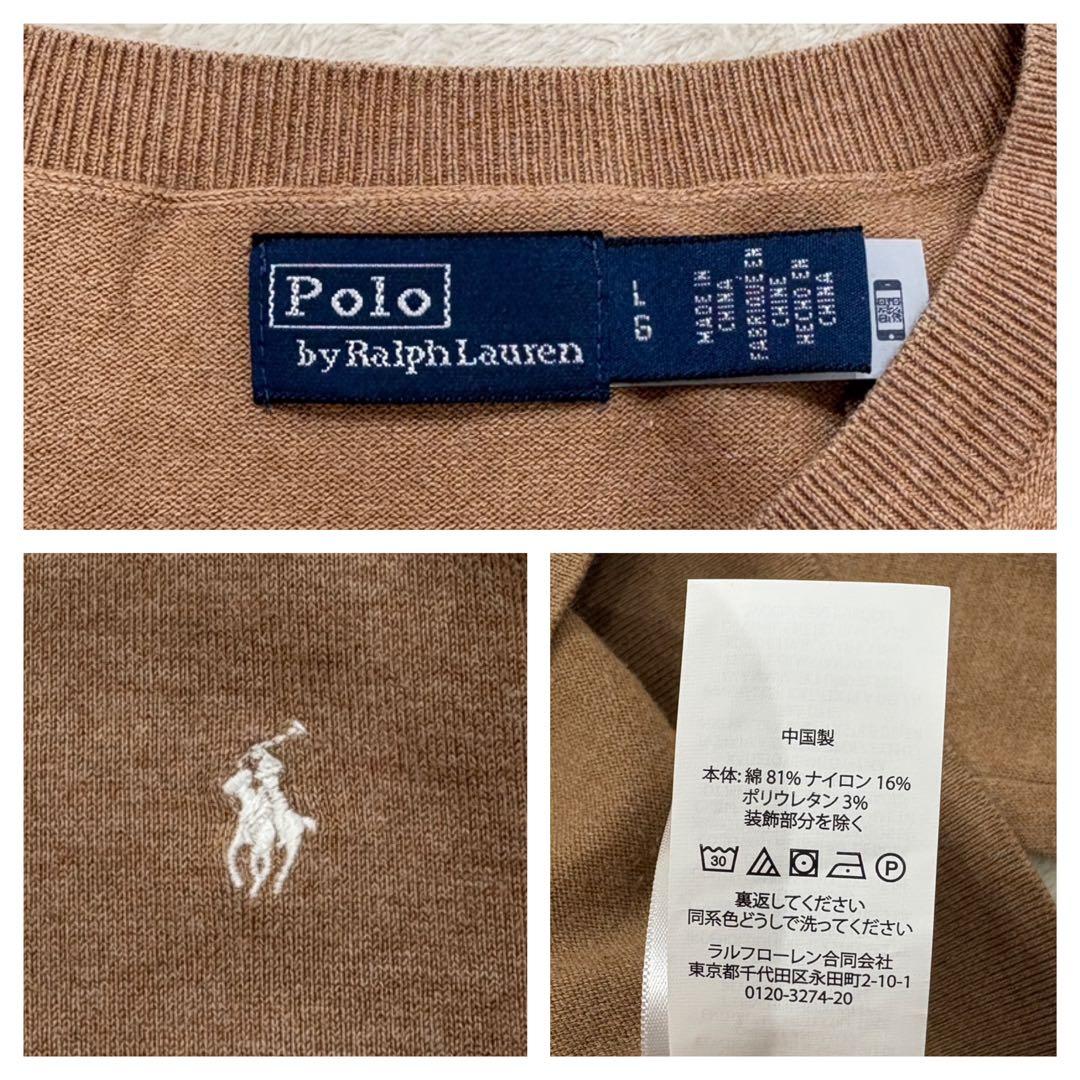 Polo
by Ralph Lauren
L
G
MADE IN
CHINA
FABRIQUE EN
CHINE
HECHO EN
CHINA
中国製
本体: 綿 81% ナイロン 16%
ポリウレタン 3%
装飾部分を除く
30
P
裏返してください
同系色どうしで洗ってください
ラルフローレン合同会社
東京都千代田区永田町2-10-1
0120-3274-20